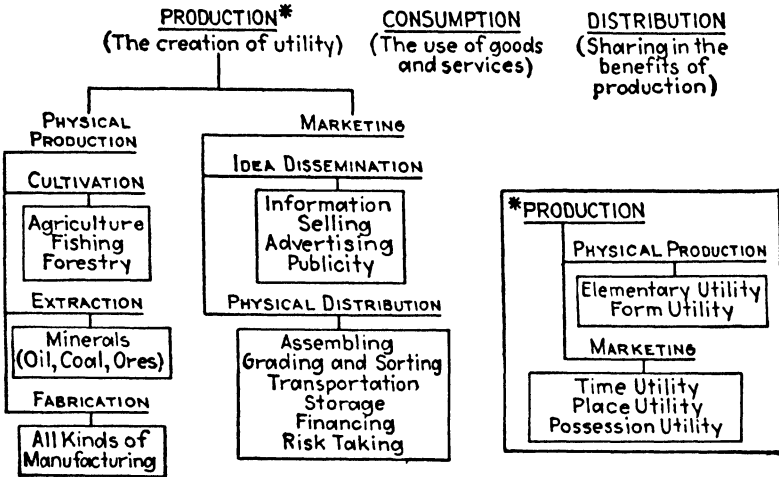 PRODUCTION*
(The creation of utility)
CONSUMPTION
(The use of goods
and services)
DISTRIBUTION
(Sharing in the
benefits of
production)
PHYSICAL
PRODUCTION
CULTIVATION
Agriculture
Fishing
Forestry
EXTRACTION
Minerals
(Oil, Coal, Ores)
FABRICATION
All Kinds of
Manufacturing
MARKETING
IDEA DISSEMINATION
Information
Selling
Advertising
Publicity
PHYSICAL DISTRIBUTION
Assembling
Grading and Sorting
Transportation
Storage
Financing
Risk Taking
*PRODUCTION
PHYSICAL PRODUCTION
Elementary Utility
Form Utility
MARKETING
Time Utility
Place Utility
Possession Utility